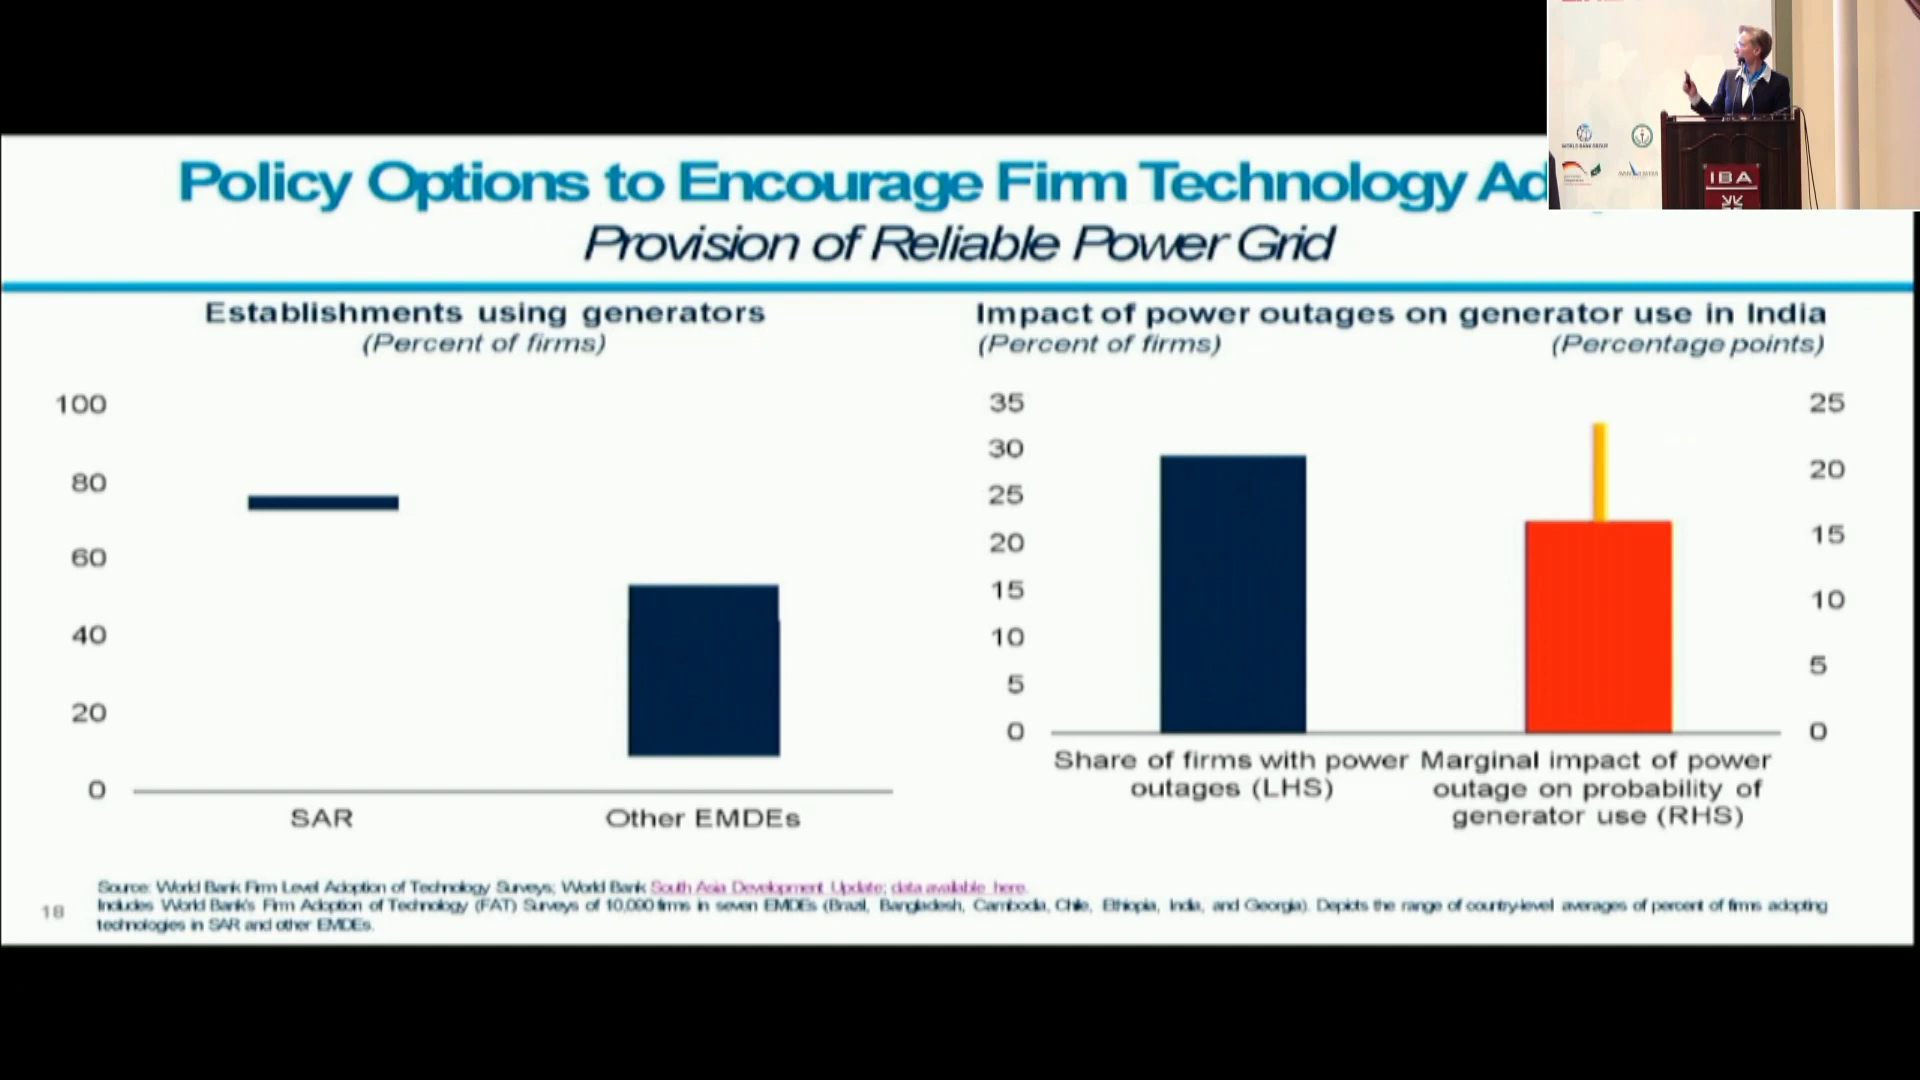 Policy Options to Encourage Firm Technology Ad
Provision of Reliable Power Grid
Establishments using generators
(Percent of firms)
100
80
60
40
20
0
SAR
Other EMDEs
Impact of power outages on generator use in India
(Percent of firms)
(Percentage points)
35
30
25
20
15
10
5
0
25
20
15
10
5
0
Share of firms with power
outages (LHS)
Marginal impact of power
outage on probability of
generator use (RHS)
Source: World Bank Firm Level Adoption of Technology Surveys; World Bank South Asia Development Update; data available here.
Includes World Bank's Firm Adoption of Technology (FAT) Surveys of 10,000 firms in seven EMDEs (Brazil, Bangladesh, Cambodia, Chile, Ethiopia, India, and Georgia). Depicts the range of country-level averages of percent of firms adopting
technologies in SAR and other EMDEs.
18
WORLD BANK GROUP
IBA